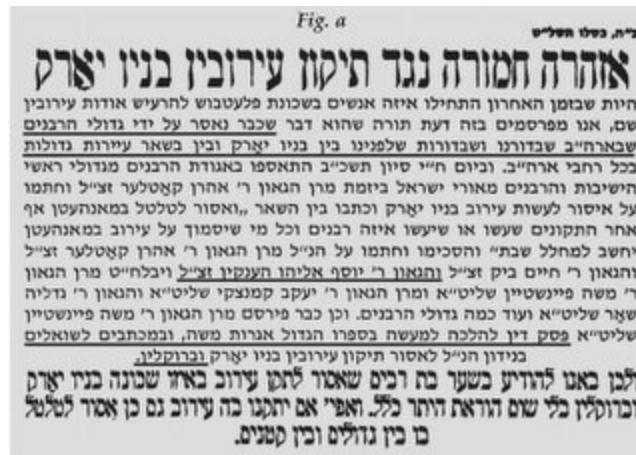 Fig. a
ב״ה, כסלו תשל״ט
אזהרה חמורה נגד תיקון עירובין בניו יארק
היות שבזמן האחרון התחילו איזה אנשים בשכונת פלעטבוש להרעיש אודות עירובין
שם, אנו מפרסמים בזה דעת תורה שהוא דבר שכבר נאסר על ידי גדולי הרבנים
שבארה״ב שבדורנו ושבדורות שלפנינו בין בניו יארק ובין בשאר עיירות גדולות
בכל רחבי ארה״ב. וביום ח״י סיון תשכ״ב התאספו באגודת הרבנים מגדולי ראשי
הישיבות והרבנים מאורי ישראל ביזמת מרן הגאון ר׳ אהרן קאטלער זצ״ל וחתמו
על איסור לעשות עירוב בניו יארק וכתבו בין השאר „ואסור לטלטל במאנהעטן אף
אחר התקונים שעשו או שיעשו איזה רבנים וכל מי שיסמוך על עירוב במאנהעטן
יחשב למחלל שבת״ והסכימו וחתמו על הנ״ל מרן הגאון ר׳ אהרן קאטלער זצ״ל
והגאון ר׳ חיים ביק זצ״ל והגאון ר׳ יוסף אליהו הענקין זצ״ל ויבלח״ט מרן הגאון
ר׳ משה פיינשטיין שליט״א ומרן הגאון ר׳ יעקב קמנצקי שליט״א והגאון ר׳ גדליה
שאר שליט״א ועוד כמה גדולי הרבנים. וכן כבר פירסם מרן הגאון ר׳ משה פיינשטיין
שליט״א פסק דין להלכה למעשה בספרו הגדול אגרות משה, ובמכתבים לשואלים
בנידון הנ״ל לאסור תיקון עירובין בניו יארק וברוקלין.
ולכן באנו להודיע בשער בת רבים שאסור לתקן עירוב באיזו שכונה בניו יארק
וברוקלין בלי שום הוראת היתר כלל. ואפי׳ אם יתקנו בה עירוב גם כן אסור לטלטל
בו בין גדולים ובין קטנים.